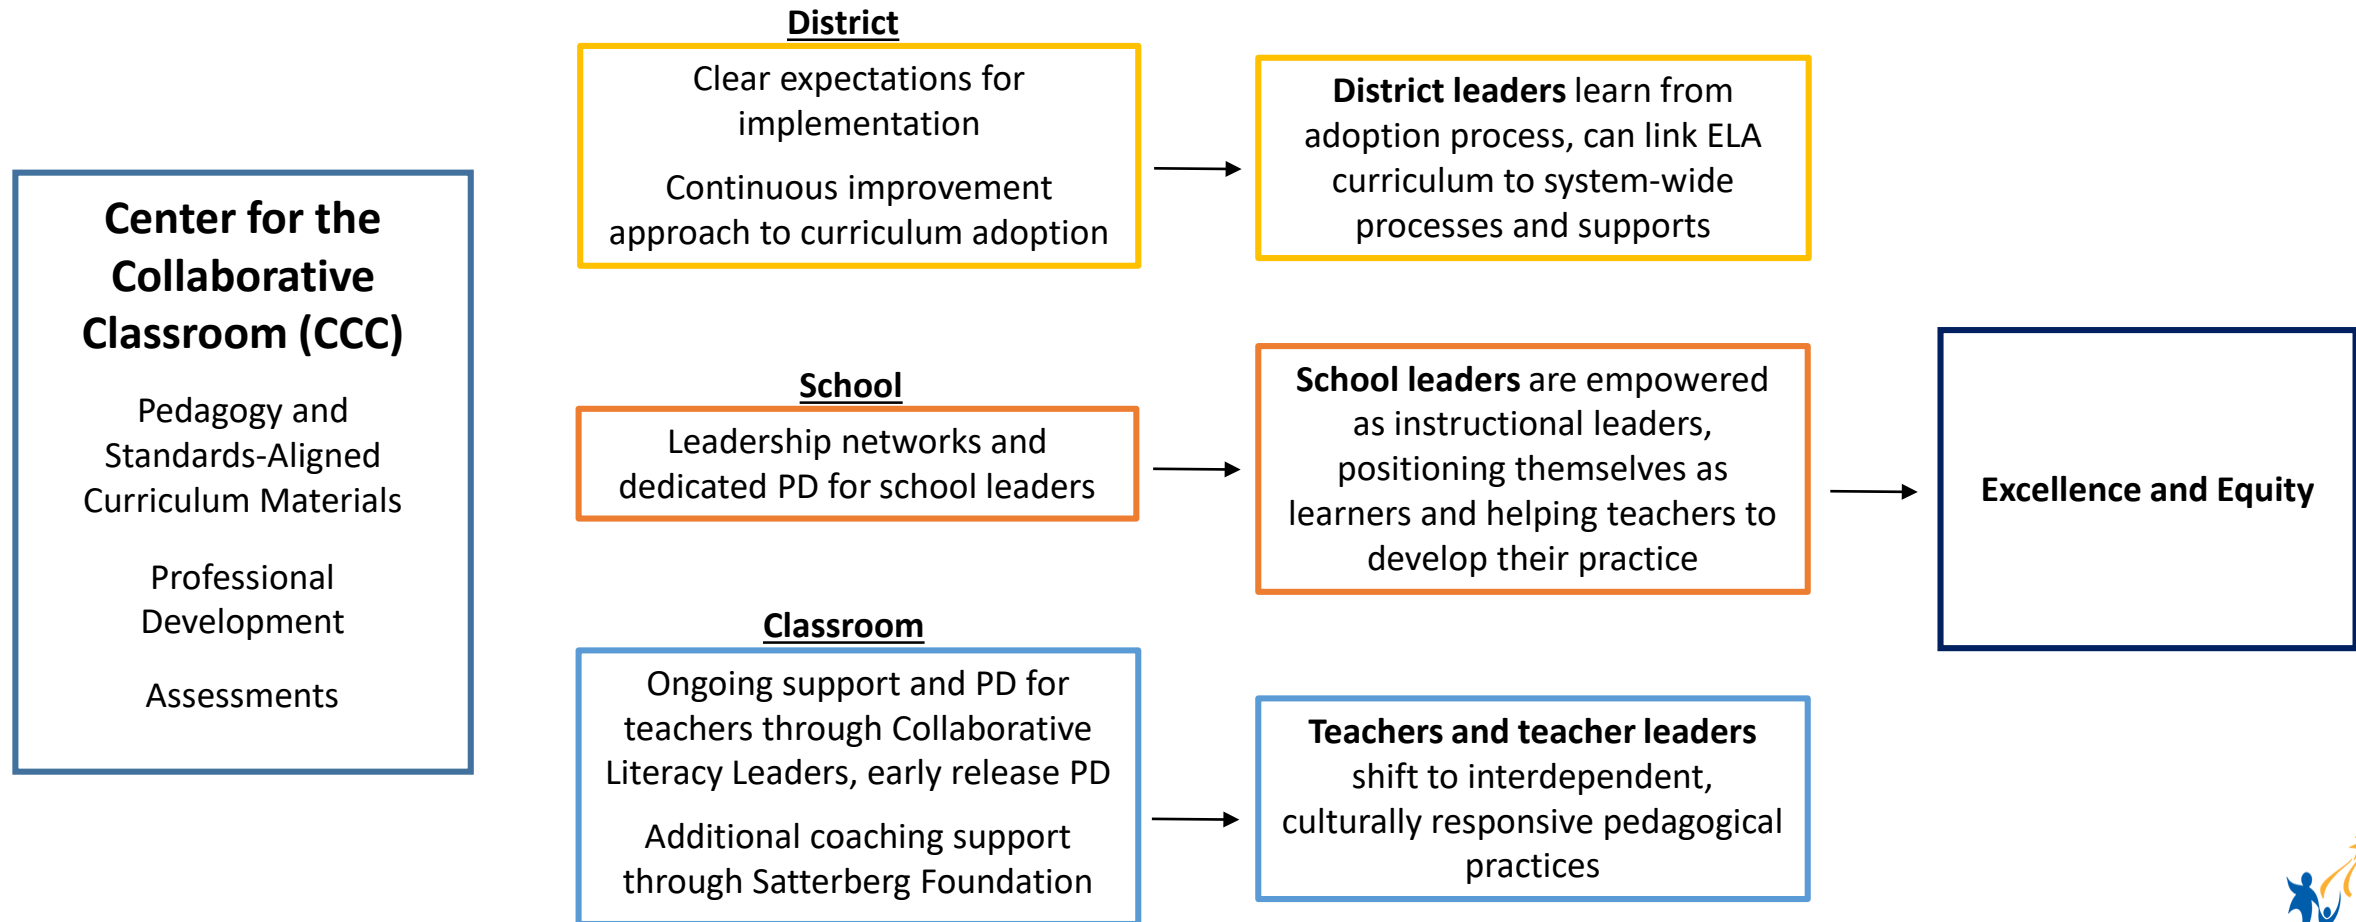 Center for the
Collaborative
Classroom (CCC)
Pedagogy and
Standards-Aligned
Curriculum Materials
Professional
Development
Assessments
District
Clear expectations for
implementation
Continuous improvement
approach to curriculum adoption
District leaders learn from
adoption process, can link ELA
curriculum to system-wide
processes and supports
School
Leadership networks and
dedicated PD for school leaders
School leaders are empowered
as instructional leaders,
positioning themselves as
learners and helping teachers to
develop their practice
Classroom
Ongoing support and PD for
teachers through Collaborative
Literacy Leaders, early release PD
Additional coaching support
through Satterberg Foundation
Teachers and teacher leaders
shift to interdependent,
culturally responsive pedagogical
practices
Excellence and Equity